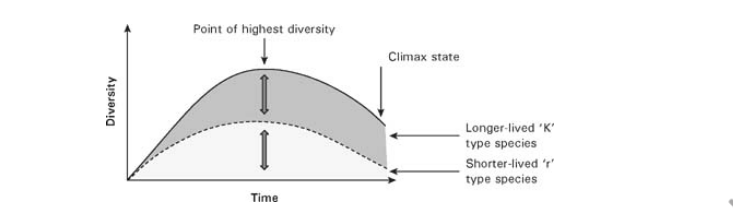 Point of highest diversity
Climax state
Diversity
Longer-lived ‘K’
type species
Shorter-lived ‘r’
type species
Time